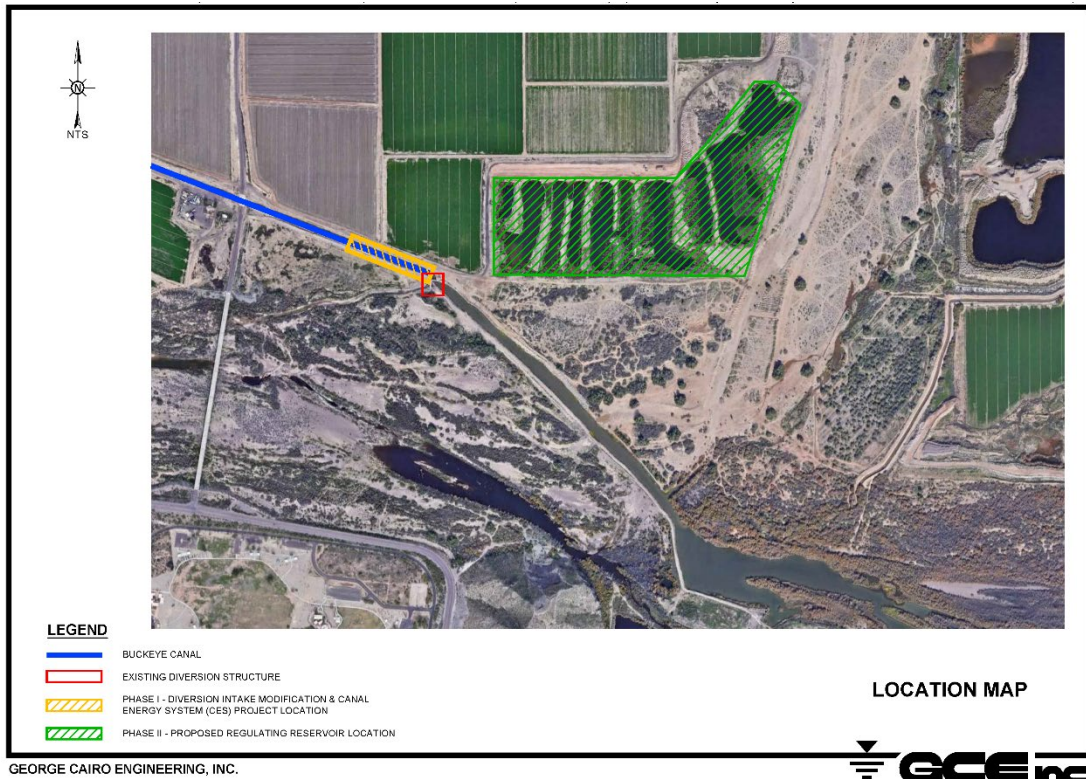 N
NTS
LEGEND
BUCKEYE CANAL
EXISTING DIVERSION STRUCTURE
PHASE I - DIVERSION INTAKE MODIFICATION & CANAL
ENERGY SYSTEM (CES) PROJECT LOCATION
PHASE II - PROPOSED REGULATING RESERVOIR LOCATION
LOCATION MAP
GEORGE CAIRO ENGINEERING, INC.
GCE inc